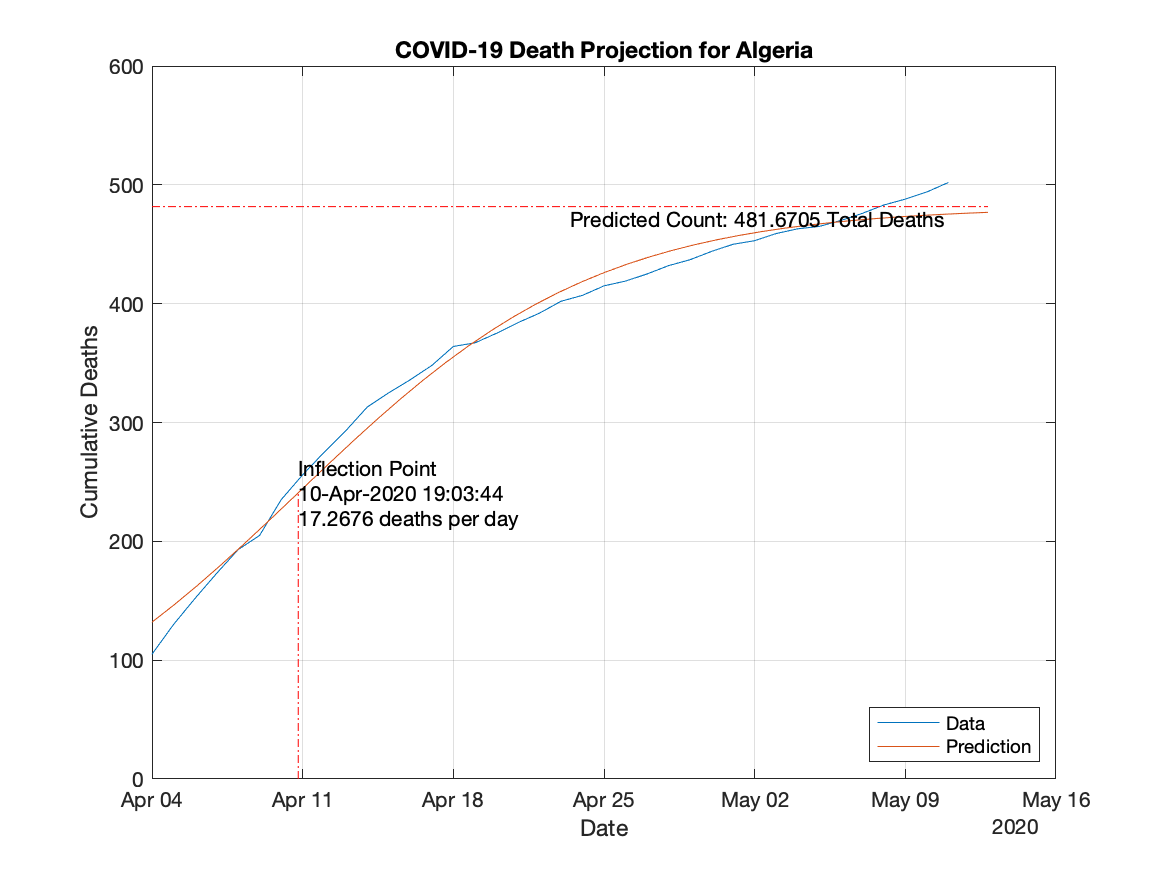 COVID-19 Death Projection for Algeria
600
500
400
300
200
100
0
Cumulative Deaths
Predicted Count: 481.6705 Total Deaths
Inflection Point
10-Apr-2020 19:03:44
17.2676 deaths per day
Data
Prediction
Apr 04 Apr 11 Apr 18 Apr 25 May 02 May 09 May 16
Date
2020